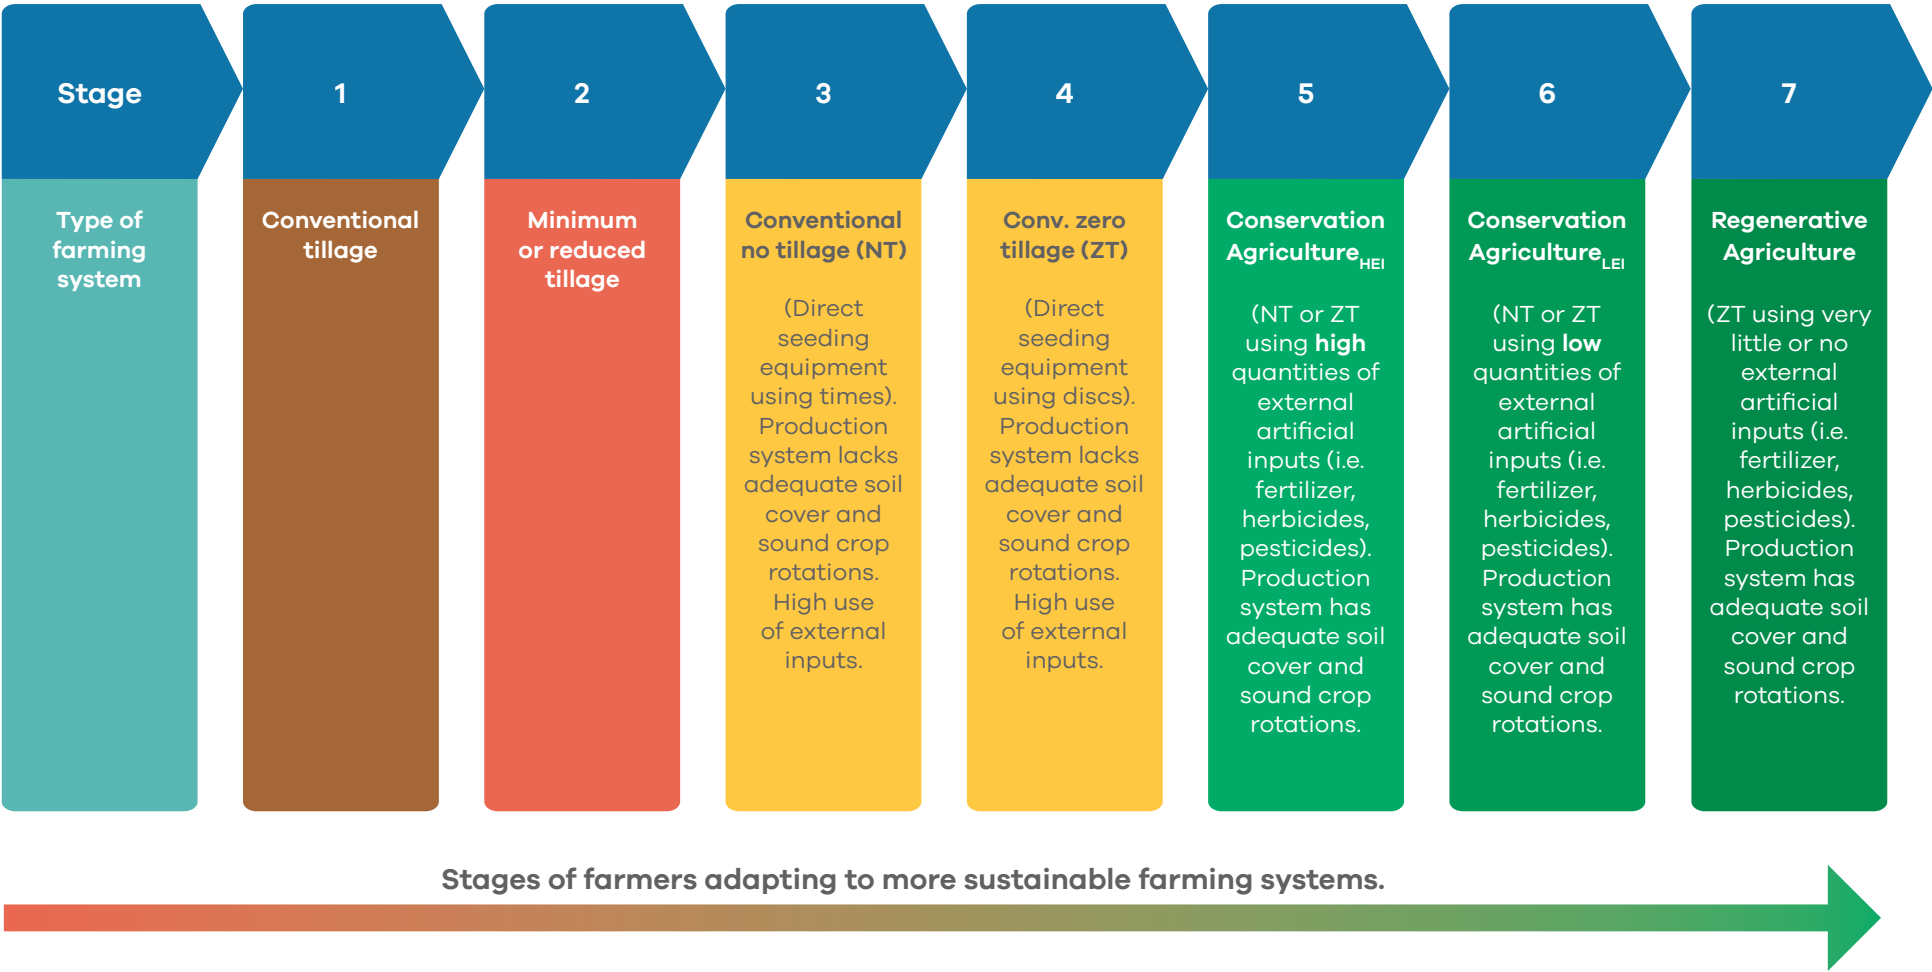 Stage
1
2
3
4
5
6
7
Type of
farming
system
Conventional
tillage
Minimum
or reduced
tillage
Conventional
no tillage (NT)
(Direct
seeding
equipment
using times).
Production
system lacks
adequate soil
cover and
sound crop
rotations.
High use
of external
inputs.
Conv. zero
tillage (ZT)
(Direct
seeding
equipment
using discs).
Production
system lacks
adequate soil
cover and
sound crop
rotations.
High use
of external
inputs.
Conservation
Agriculture HEI
(NT or ZT
using high
quantities of
external
artificial
inputs (i.e.
fertilizer,
herbicides,
pesticides).
Production
system has
adequate soil
cover and
sound crop
rotations.
Conservation
Agriculture LEI
(NT or ZT
using low
quantities of
external
artificial
inputs (i.e.
fertilizer,
herbicides,
pesticides).
Production
system has
adequate soil
cover and
sound crop
rotations.
Regenerative
Agriculture
(ZT using very
little or no
external
artificial
inputs (i.e.
fertilizer,
herbicides,
pesticides).
Production
system has
adequate soil
cover and
sound crop
rotations.
Stages of farmers adapting to more sustainable farming systems.